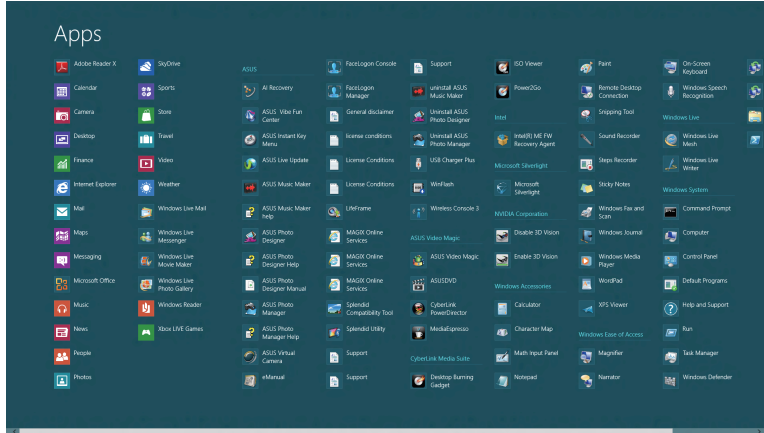 Apps
Adobe Reader X
Calendar
Camera
Desktop
Finance
Internet Explorer
Mail
Maps
Messaging
Microsoft Office
Music
News
People
Photos
SkyDrive
Sports
Store
Travel
Video
Weather
Windows Live Mail
Windows Live
Messenger
Windows Live
Movie Maker
Windows Live
Photo Gallery
Windows Reader
Xbox LIVE Games
ASUS
AI Recovery
ASUS Vibe Fun
Center
ASUS Instant Key
Menu
ASUS Live Update
ASUS Music Maker
ASUS Music Maker
help
ASUS Photo
Designer
ASUS Photo
Designer Help
ASUS Photo
Designer Manual
ASUS Photo
Manager
ASUS Photo
Manager Help
ASUS Virtual
Camera
eManual
FaceLogon Console
FaceLogon
Manager
General disclaimer
license conditions
License Conditions
License Conditions
LifeFrame
MAGIX Online
Services
MAGIX Online
Services
MAGIX Online
Services
Splendid
Compatibility Tool
Splendid Utility
Support
Support
Support
uninstall ASUS
Music Maker
Uninstall ASUS
Photo Designer
Uninstall ASUS
Photo Manager
USB Charger Plus
WinFlash
Wireless Console 3
ASUS Video Magic
ASUS Video Magic
ASUSDVD
CyberLink
PowerDirector
MediaEspresso
CyberLink Media Suite
Desktop Burning
Gadget
ISO Viewer
Power2Go
Intel
Intel(R) ME FW
Recovery Agent
Microsoft Silverlight
Microsoft
Silverlight
NVIDIA Corporation
Disable 3D Vision
Enable 3D Vision
Windows Accessories
Calculator
Character Map
Math Input Panel
Notepad
Paint
Remote Desktop
Connection
Snipping Tool
Sound Recorder
Steps Recorder
Sticky Notes
Windows Fax and
Scan
Windows Journal
Windows Media
Player
WordPad
XPS Viewer
Windows Ease of Access
Magnifier
Narrator
On-Screen
Keyboard
Windows Speech
Recognition
Windows Live
Windows Live
Mesh
Windows Live
Writer
Windows System
Command Prompt
Computer
Control Panel
Default Programs
Help and Support
Run
Task Manager
Windows Defender